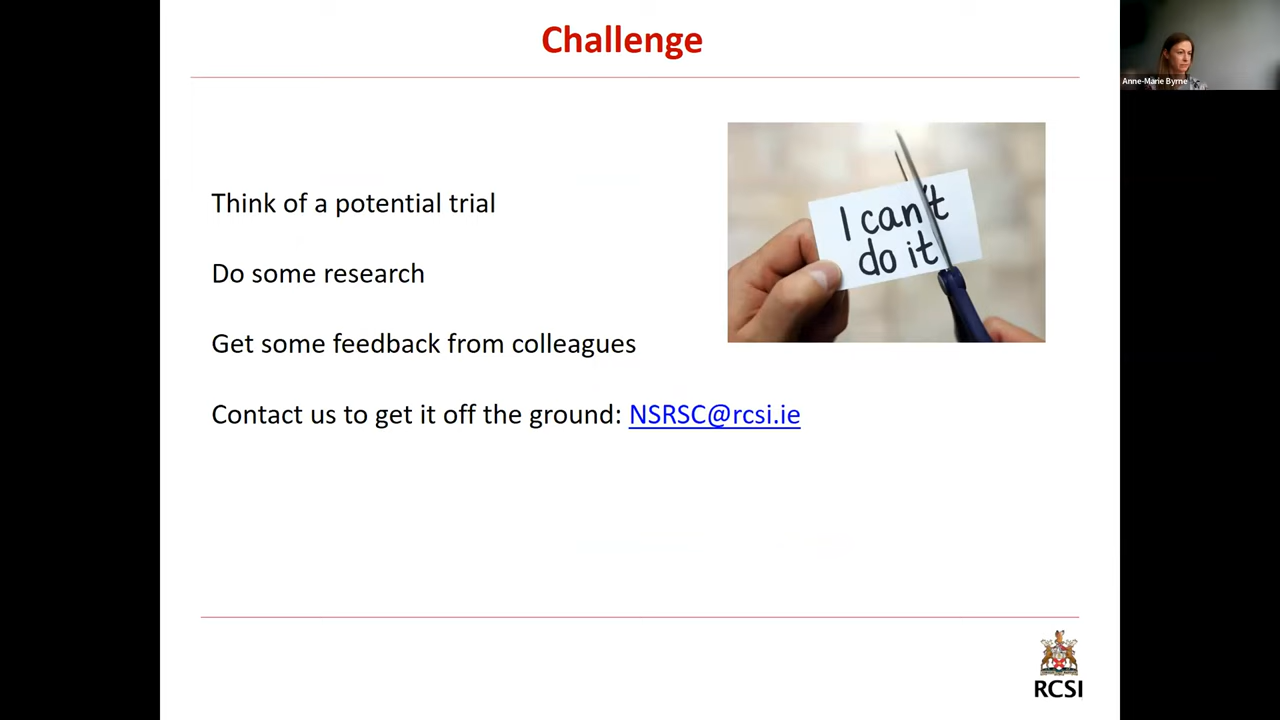 Challenge
Anne-Marie Byrne
I can't
do it
Think of a potential trial
Do some research
Get some feedback from colleagues
Contact us to get it off the ground: NSRSC@rcsi.ie
RCSI